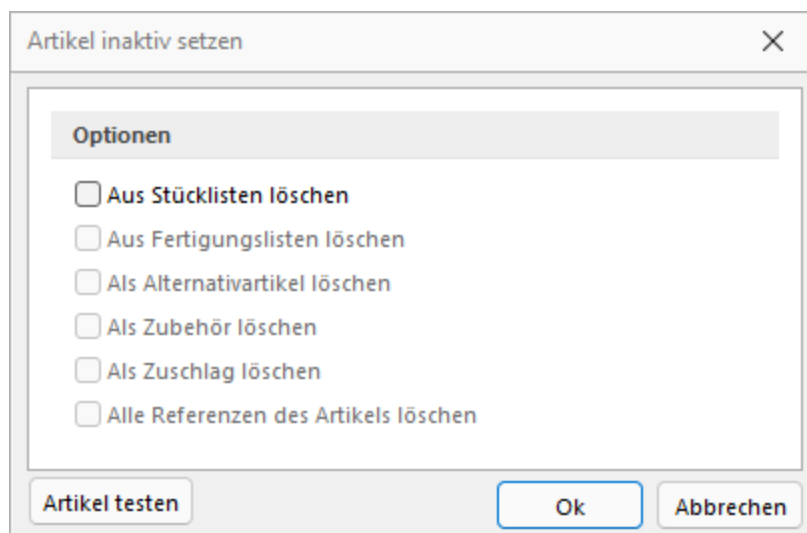 Artikel inaktiv setzen
Optionen
Aus Stücklisten löschen
Aus Fertigungslisten löschen
Als Alternativartikel löschen
Als Zubehör löschen
Als Zuschlag löschen
Alle Referenzen des Artikels löschen
Artikel testen Ok Abbrechen